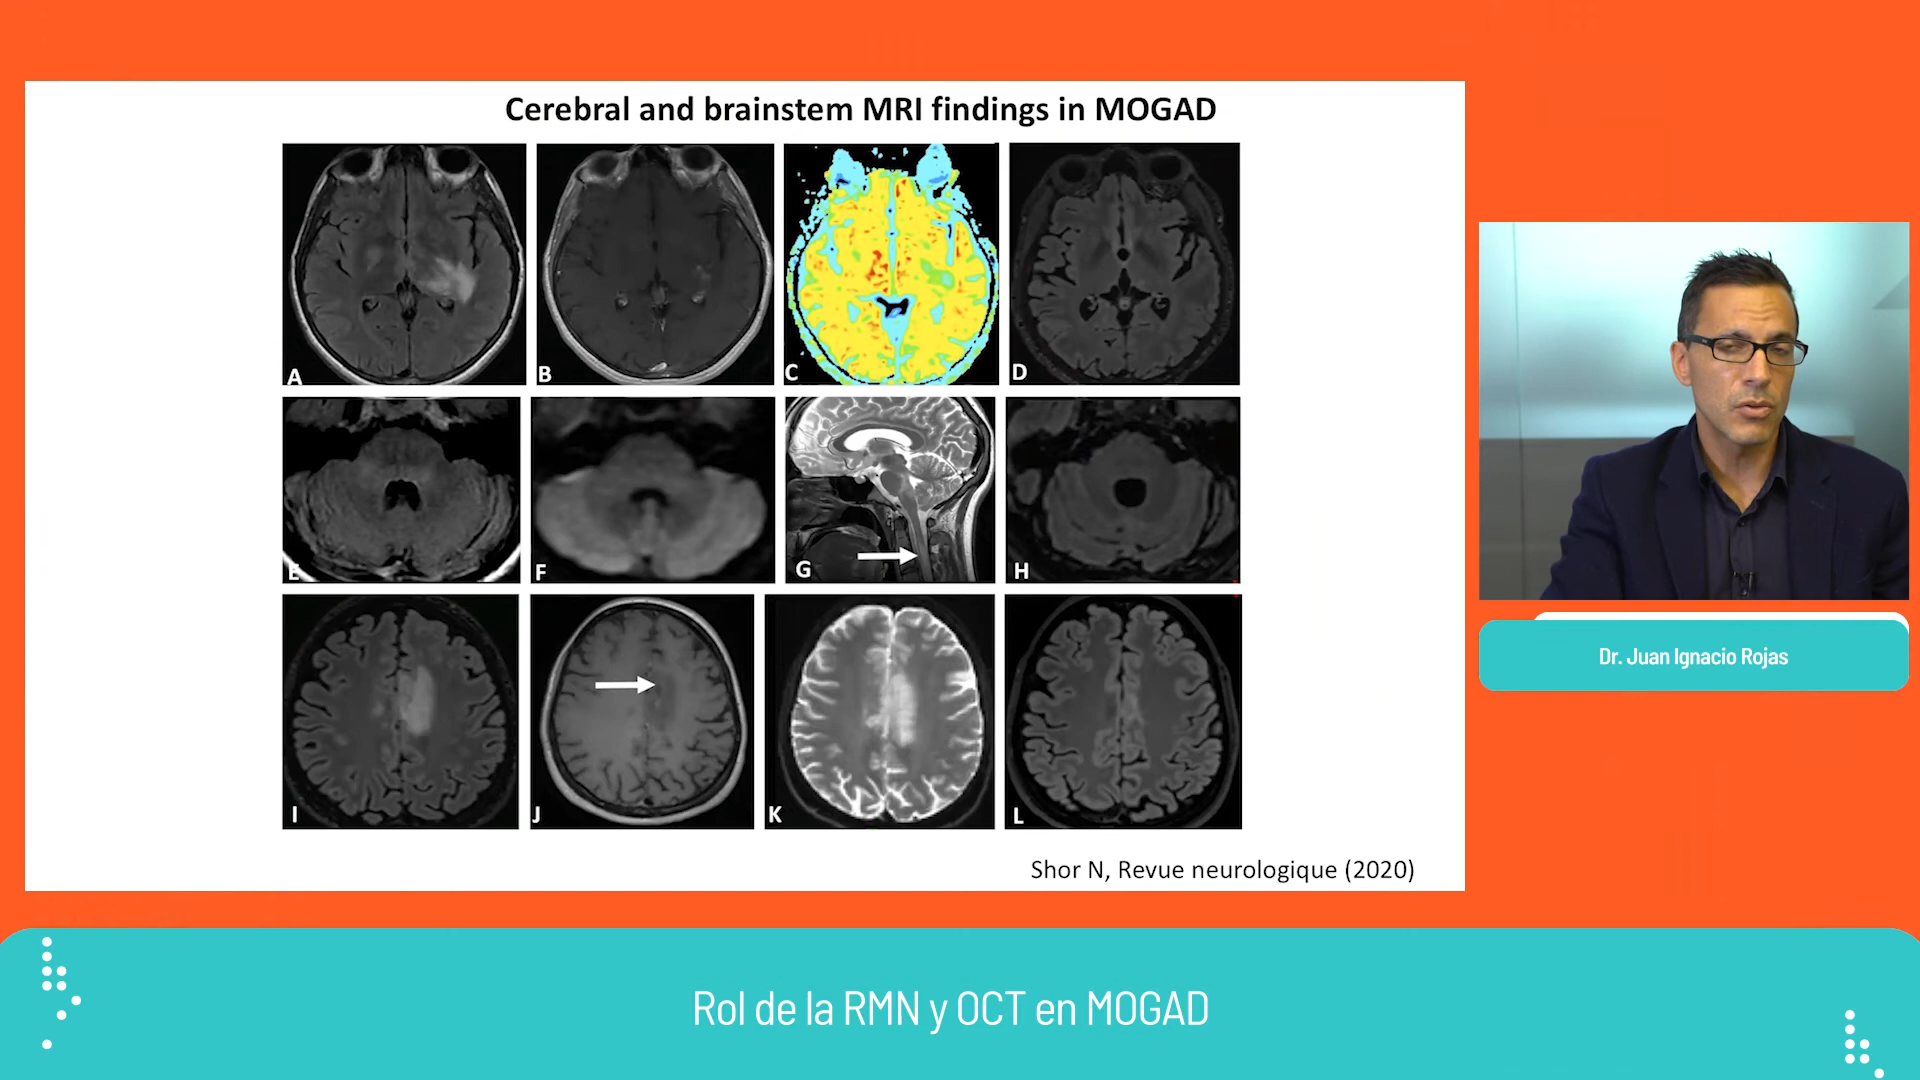 Cerebral and brainstem MRI findings in MOGAD
A
B
C
D
E
F
G
H
I
J
K
L
Shor N, Revue neurologique (2020)
Dr. Juan Ignacio Rojas
Rol de la RMN y OCT en MOGAD